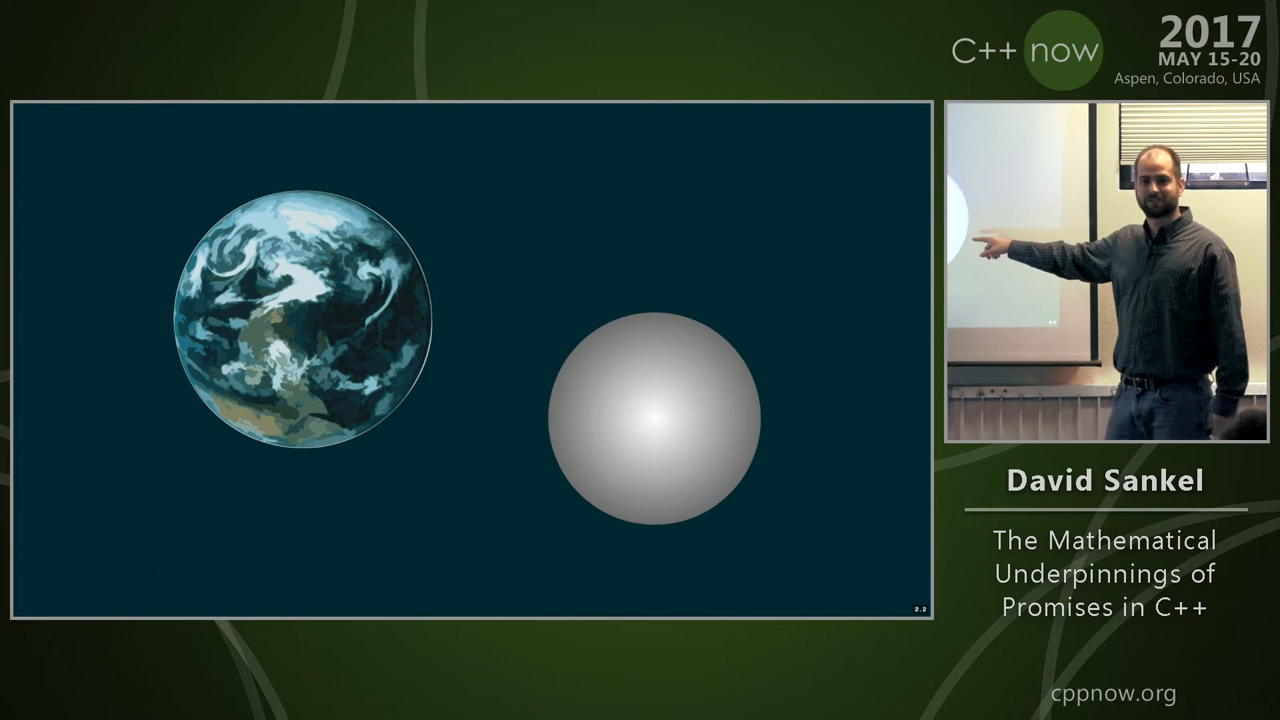 C++ now
2017
MAY 15-20
Aspen, Colorado, USA
2.2
David Sankel
The Mathematical
Underpinnings of
Promises in C++
cppnow.org